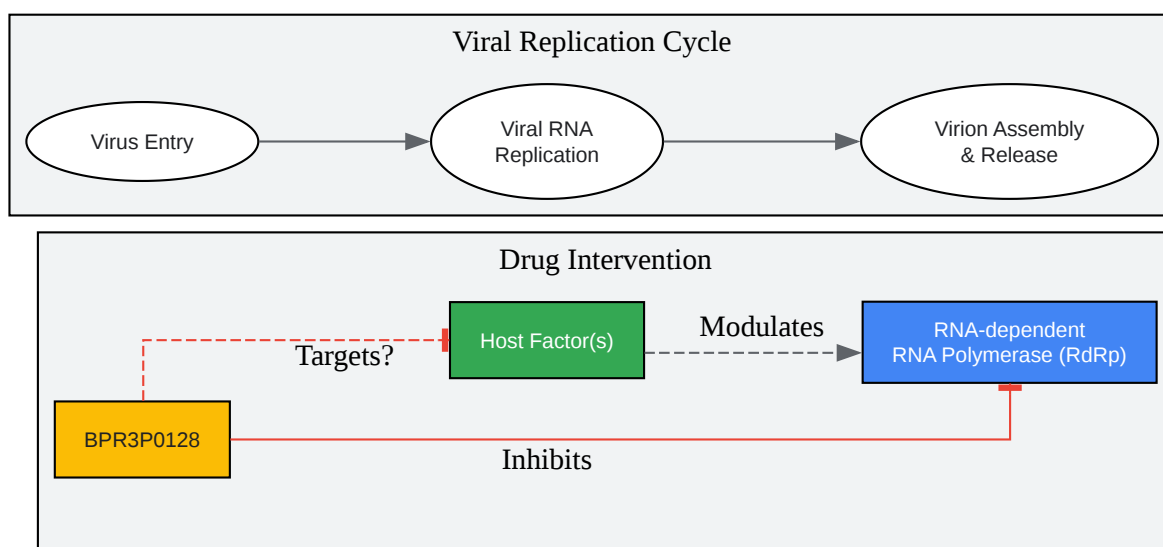 Viral Replication Cycle
Virus Entry
Viral RNA
Replication
Virion Assembly
& Release
Drug Intervention
Host Factor(s)
Modulates
RNA-dependent
RNA Polymerase (RdRp)
Targets?
BPR3P0128
Inhibits